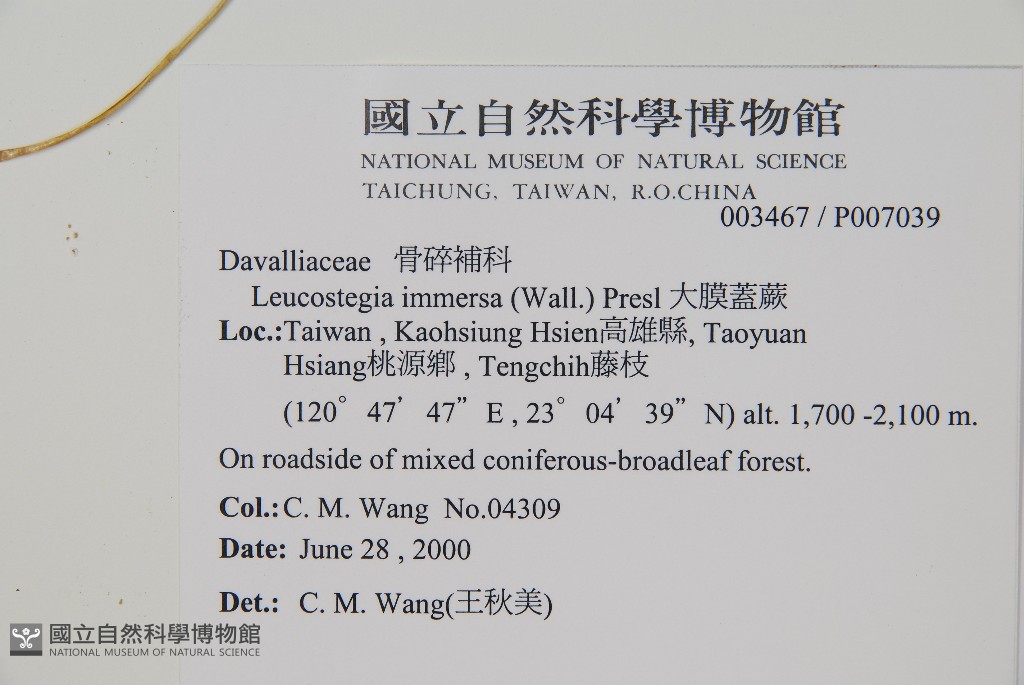 國立自然科學博物館
NATIONAL MUSEUM OF NATURAL SCIENCE
TAICHUNG, TAIWAN, R.O.CHINA
003467 / P007039
Davalliaceae 骨碎補科
Leucostegia immersa (Wall.) Presl 大膜蓋蕨
Loc.:Taiwan , Kaohsiung Hsien高雄縣, Taoyuan
Hsiang桃源鄉 , Tengchih藤枝
(120° 47’ 47” E , 23° 04’ 39” N) alt. 1,700 -2,100 m.
On roadside of mixed coniferous-broadleaf forest.
Col.:C. M. Wang No.04309
Date: June 28 , 2000
Det.: C. M. Wang(王秋美)
國立自然科學博物館
NATIONAL MUSEUM OF NATURAL SCIENCE